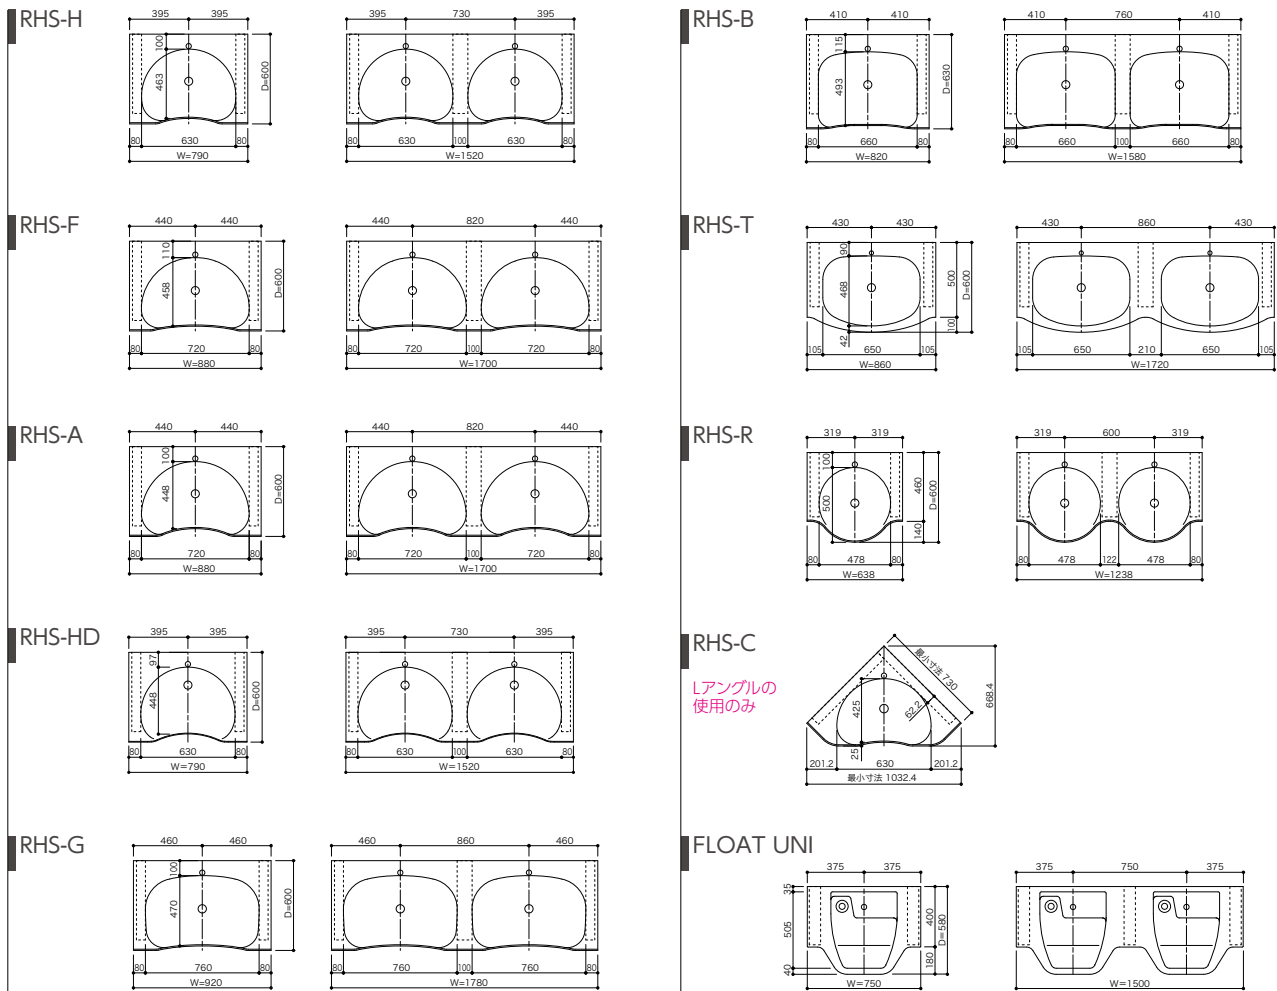 RHS-H
395 395
100
463
D=600
80 630 80
W=790
395 730 395
80 630 100 630 80
W=1520
RHS-F
440 440
110
458
D=600
80 720 80
W=880
440 820 440
80 720 100 720 80
W=1700
RHS-A
440 440
100
448
D=600
80 720 80
W=880
440 820 440
80 720 100 720 80
W=1700
RHS-HD
395 395
97
448
D=600
80 630 80
W=790
395 730 395
80 630 100 630 80
W=1520
RHS-G
460 460
100
470
D=600
80 760 80
W=920
460 860 460
80 760 100 760 80
W=1780
RHS-B
410 410
115
493
D=630
80 660 80
W=820
410 760 410
80 660 100 660 80
W=1580
RHS-T
430 430
90
468
42
500
100
D=600
105 650 105
W=860
430 860 430
105 650 210 650 105
W=1720
RHS-R
319 319
100
500
460
140
D=600
80 478 80
W=638
319 600 319
80 478 122 478 80
W=1238
RHS-C
Lアングルの
使用のみ
最小寸法 730
62.2
425
25
668.4
201.2 630 201.2
最小寸法 1032.4
FLOAT UNI
375 375
35
505
40
400
180
D=580
W=750
375 750 375
W=1500